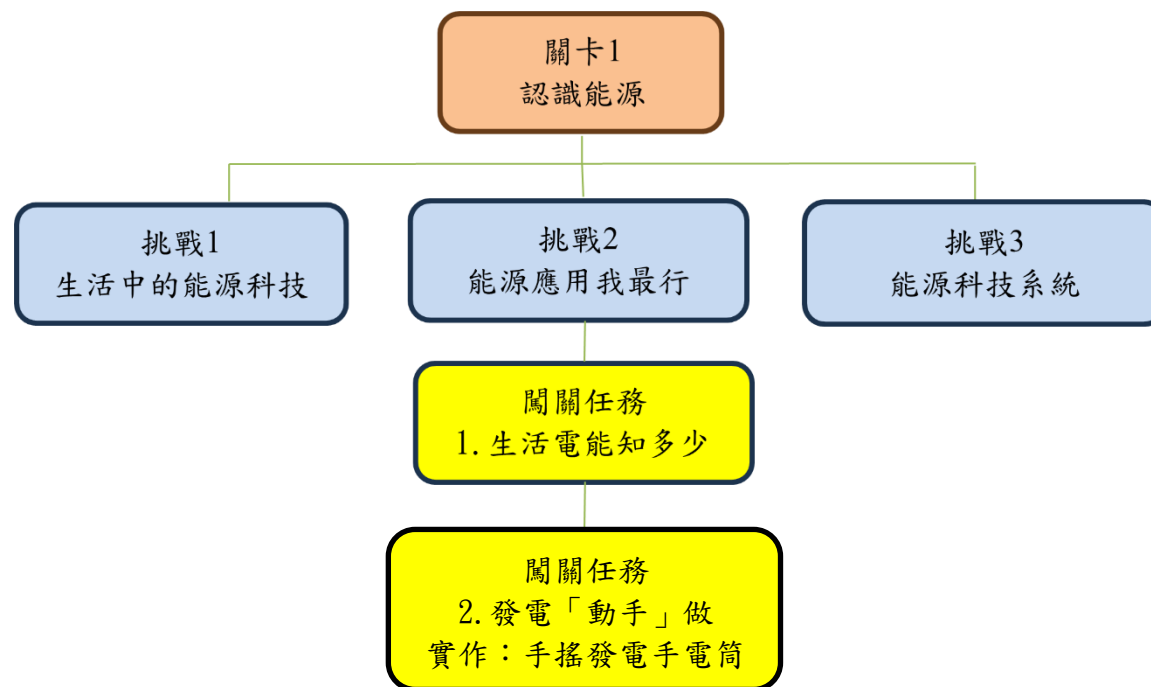 關卡1
認識能源
挑戰1
生活中的能源科技
挑戰2
能源應用我最行
挑戰3
能源科技系統
闖關任務
1.生活電能知多少
闖關任務
2.發電「動手」做
實作：手搖發電手電筒